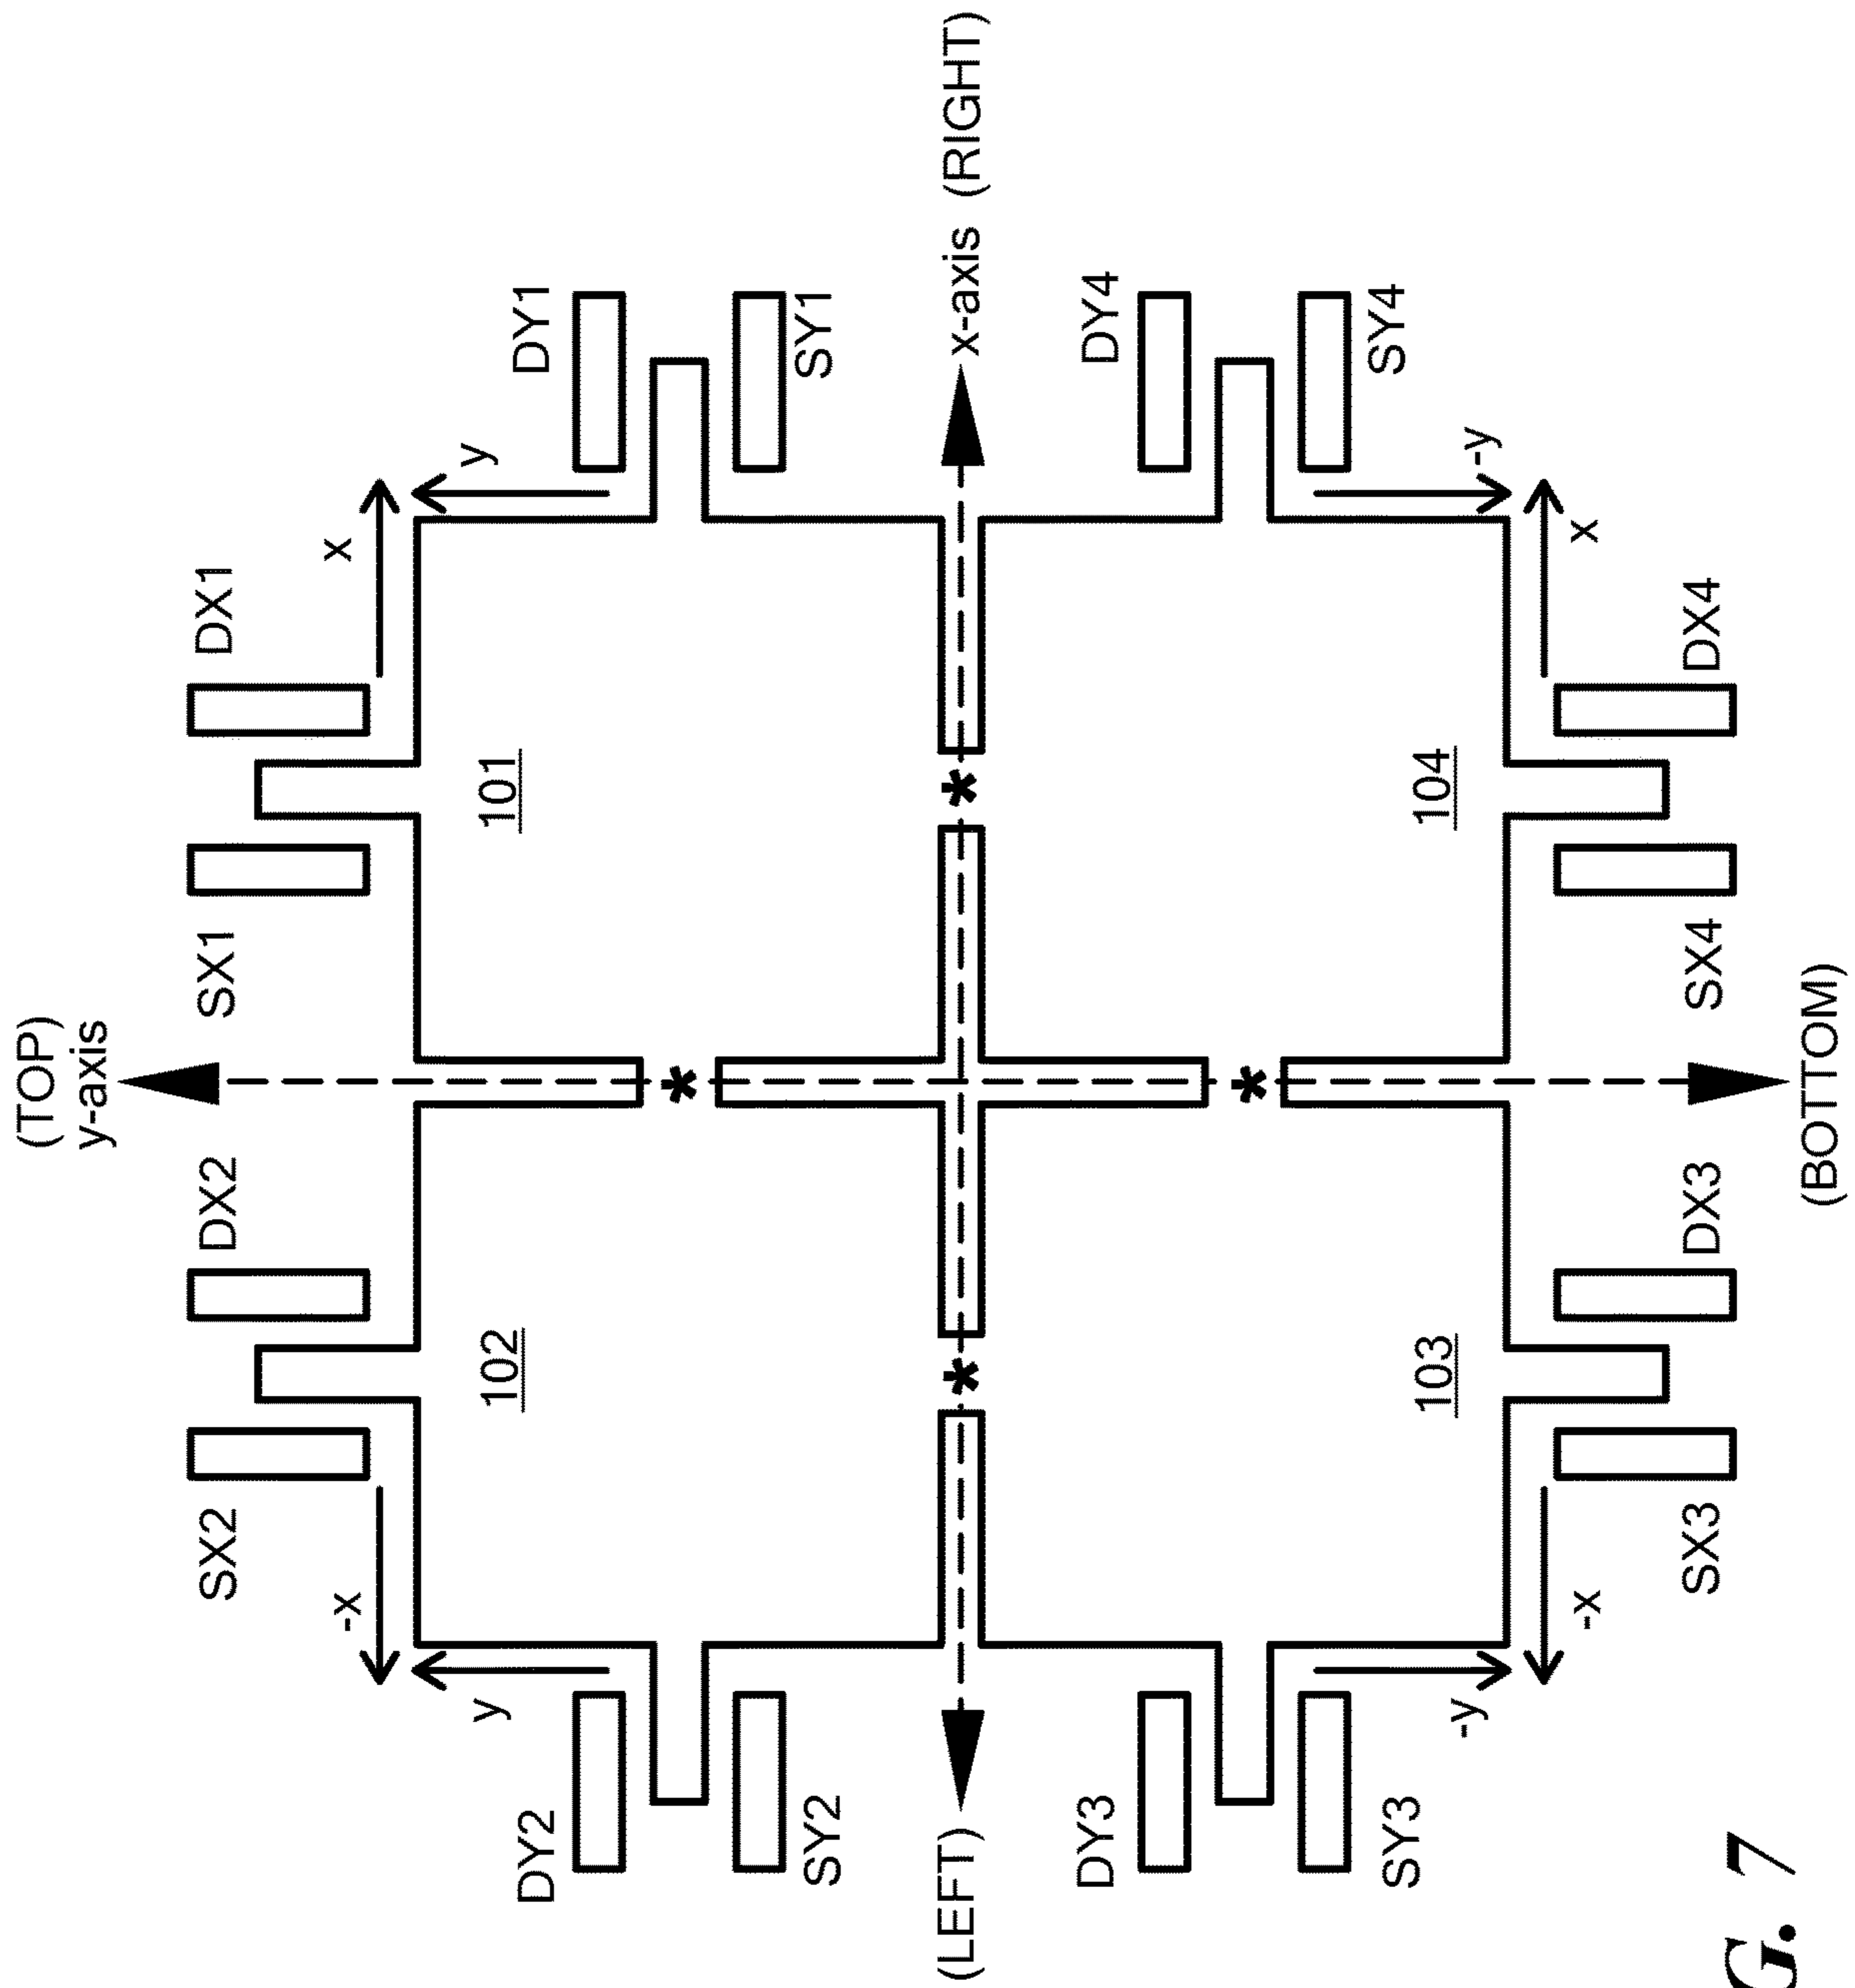 (TOP)
y-axis
SX2
DX2
SX1
DX1
-x
x
y
y
102
101
DY2
DY1
*
SY2
SY1
(LEFT)
*
*
x-axis (RIGHT)
DY3
DY4
*
SY3
SY4
103
104
-y
-y
-x
x
SX3
DX3
SX4
DX4
(BOTTOM)
G. 7